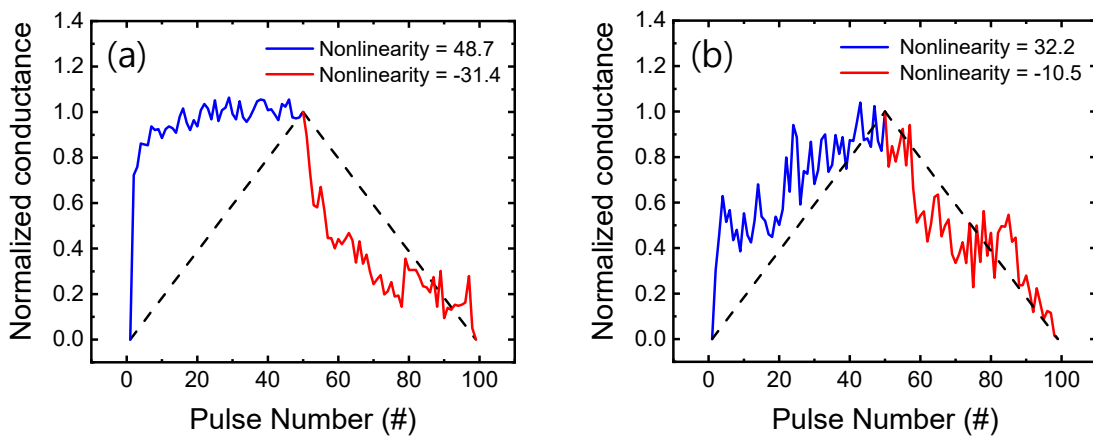 (a)
Nonlinearity = 48.7
Nonlinearity = -31.4
Normalized conductance
1.4
1.2
1.0
0.8
0.6
0.4
0.2
0.0
0 20 40 60 80 100
Pulse Number (#)
(b)
Nonlinearity = 32.2
Nonlinearity = -10.5
Normalized conductance
1.4
1.2
1.0
0.8
0.6
0.4
0.2
0.0
0 20 40 60 80 100
Pulse Number (#)